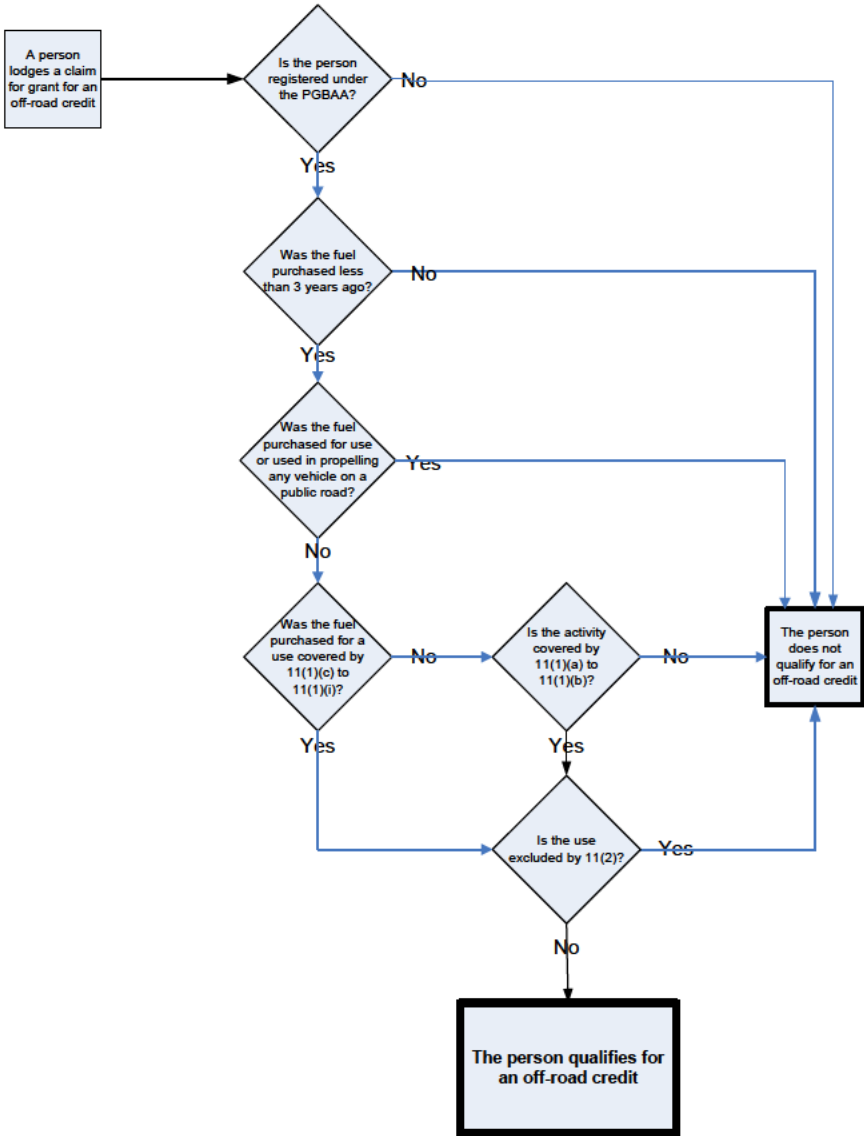 A person
lodges a claim
for grant for an
off-road credit
Is the person
registered under
the PGBAA?
No
Yes
Was the fuel
purchased less
than 3 years ago?
No
Yes
Was the fuel
purchased for use
or used in propelling
any vehicle on a
public road?
Yes
No
Was the fuel
purchased for a
use covered by
11(1)(c) to
11(1)(i)?
No
Is the activity
covered by
11(1)(a) to
11(1)(b)?
No
The person
does not
qualify for an
off-road credit
Yes
Yes
Is the use
excluded by 11(2)?
Yes
No
The person qualifies for
an off-road credit